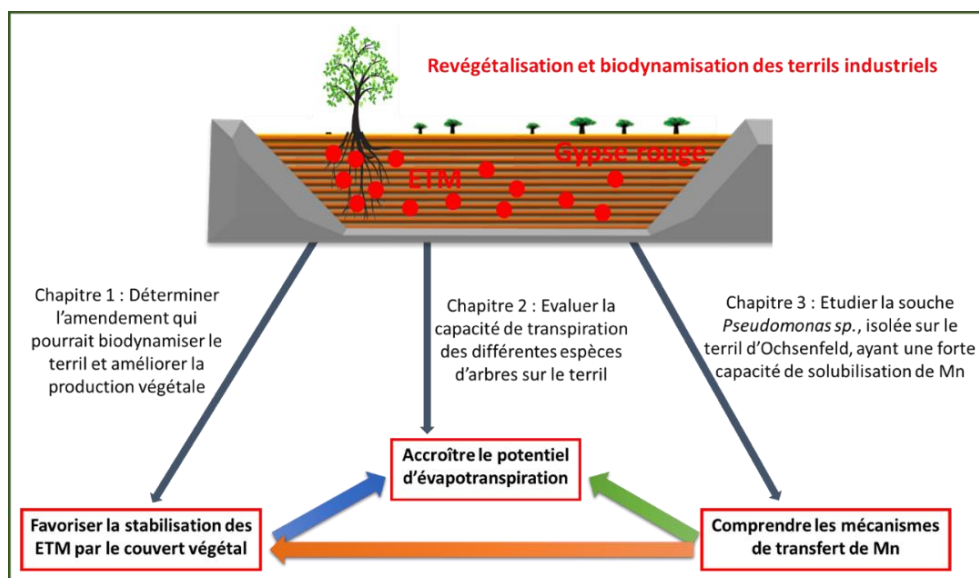 Revégétalisation et biodynamisation des terrils industriels
Gypse rouge
ETM
Chapitre 1 : Déterminer
l'amendement qui
pourrait biodynamiser le
terril et améliorer la
production végétale
Chapitre 2 : Evaluer la
capacité de transpiration
des différentes espèces
d'arbres sur le terril
Chapitre 3 : Etudier la souche
Pseudomonas sp., isolée sur le
terril d'Ochsenfeld, ayant une forte
capacité de solubilisation de Mn
Accroître le potentiel
d'évapotranspiration
Favoriser la stabilisation des
ETM par le couvert végétal
Comprendre les mécanismes
de transfert de Mn